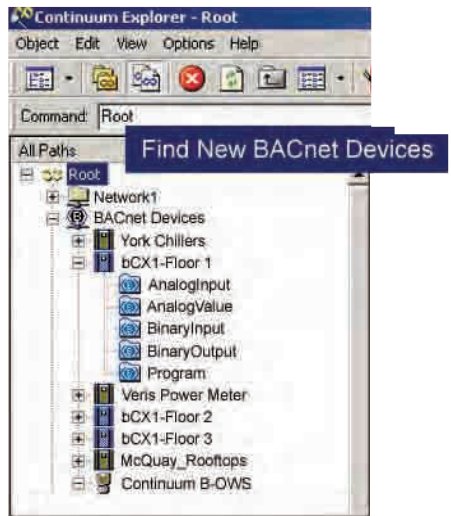 Continuum Explorer - Root
Object Edit View Options Help
Command: Root
Find New BACnet Devices
All Paths
Root
Network1
BACnet Devices
York Chillers
bCX1-Floor 1
AnalogInput
AnalogValue
BinaryInput
BinaryOutput
Program
Veris Power Meter
bCX1-Floor 2
bCX1-Floor 3
McQuay_Rooftops
Continuum B-OWS